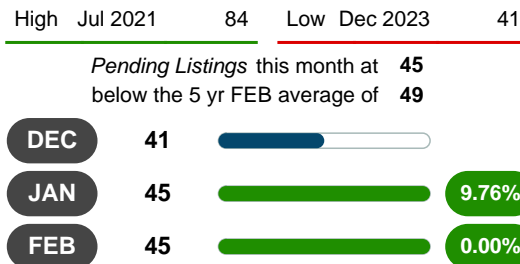 High Jul 2021 84 Low Dec 2023 41
Pending Listings this month at 45
below the 5 yr FEB average of 49
DEC 41
JAN 45 9.76%
FEB 45 0.00%